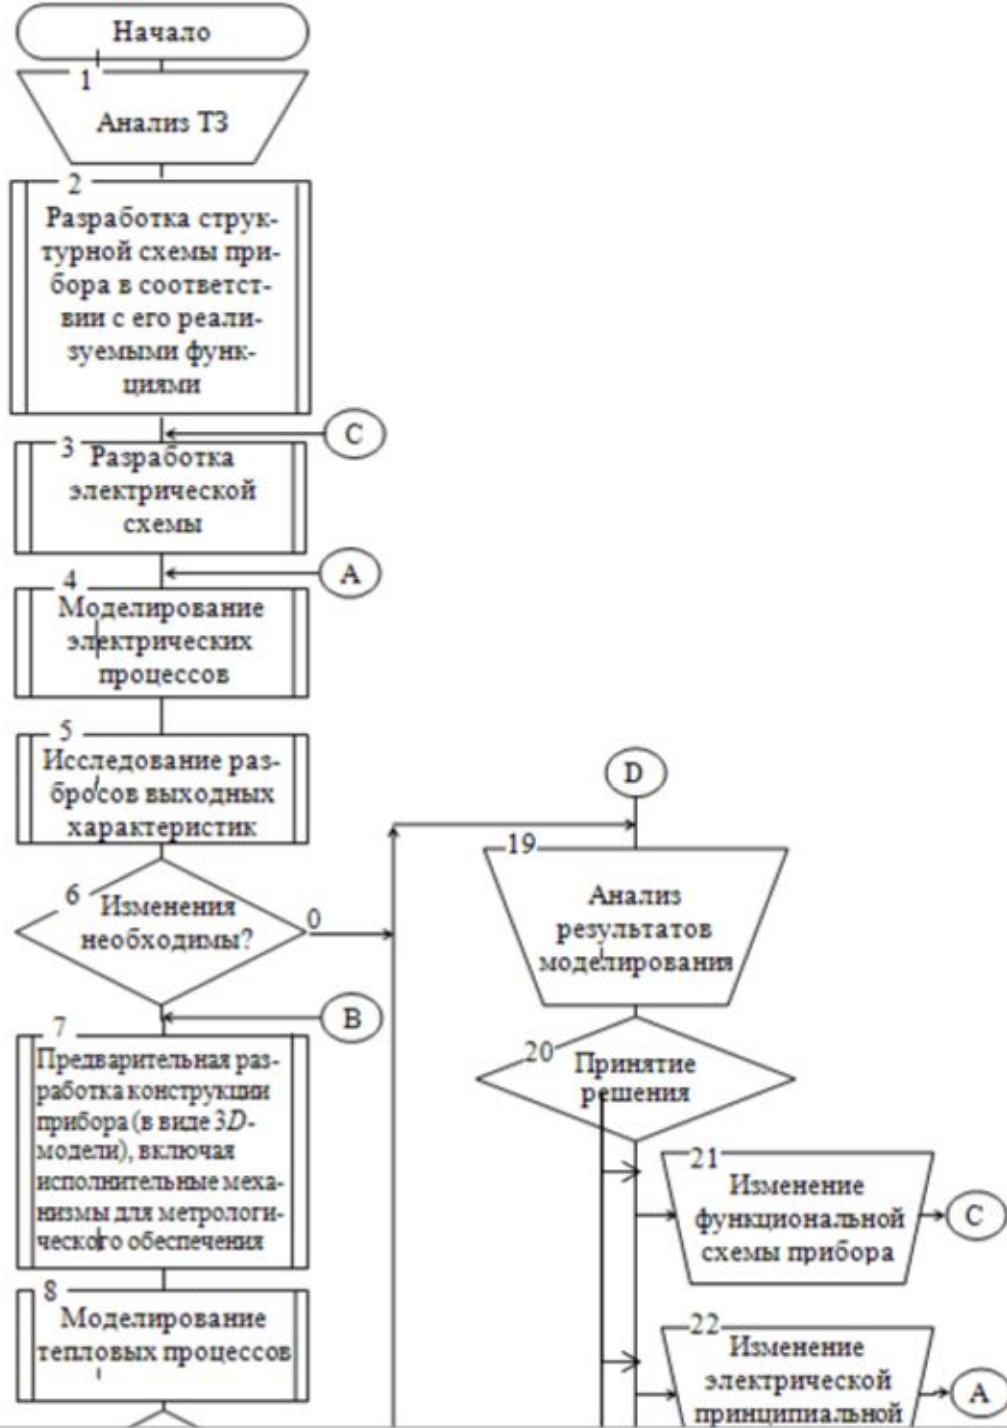 Начало
1
Анализ ТЗ
2
Разработка струк-
турной схемы при-
бора в соответст-
вии с его реали-
зуемыми функ-
циями
C
3
Разработка
электрической
схемы
A
4
Моделирование
электрических
процессов
5
Исследование раз-
бросов выходных
характеристик
6
Изменения
необходимы?
0
B
7
Предварительная раз-
работка конструкции
прибора (в виде 3D-
модели), включая
исполнительные меха-
низмы для метрологи-
ческого обеспечения
8
Моделирование
тепловых процессов
D
19
Анализ
результатов
моделирования
20
Принятие
решения
21
Изменение
функциональной
схемы прибора
C
22
Изменение
электрической
принципиальной
A